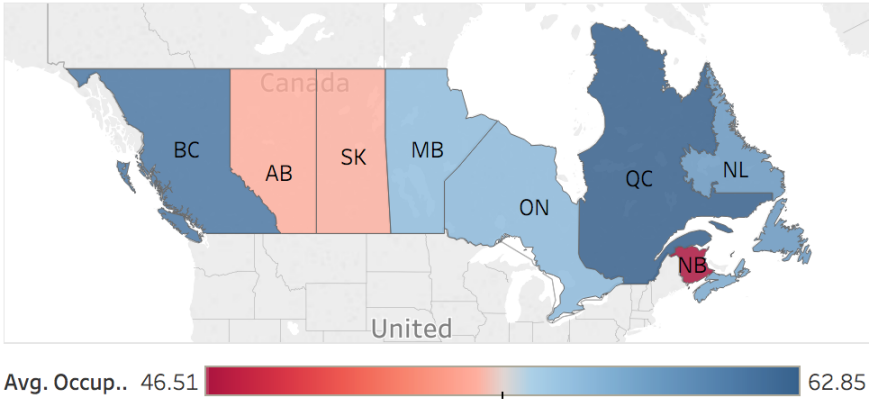 Canada
BC
AB
SK
MB
ON
QC
NL
NB
United
Avg. Occup.. 46.51 62.85